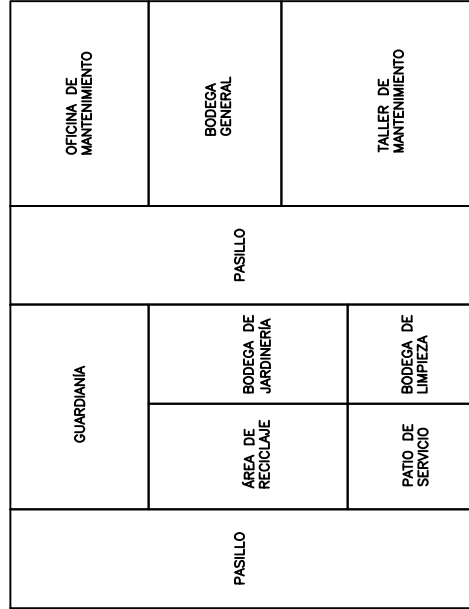 OFICINA DE
MANTENIMIENTO
BODEGA
GENERAL
TALLER DE
MANTENIMIENTO
PASILLO
GUARDIANÍA
BODEGA DE
JARDINERÍA
BODEGA DE
LIMPIEZA
ÁREA DE
RECICLAJE
PATIO DE
SERVICIO
PASILLO